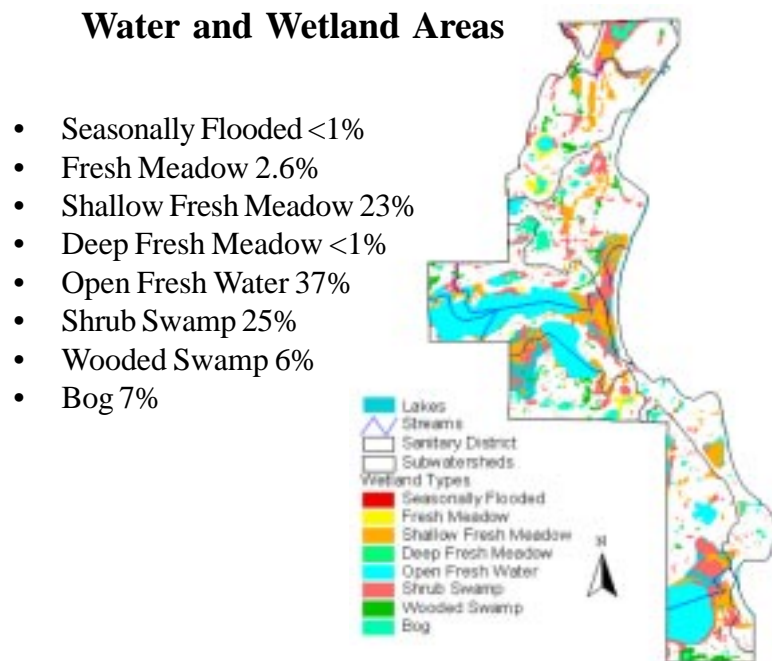 Water and Wetland Areas
• Seasonally Flooded <1%
• Fresh Meadow 2.6%
• Shallow Fresh Meadow 23%
• Deep Fresh Meadow <1%
• Open Fresh Water 37%
• Shrub Swamp 25%
• Wooded Swamp 6%
• Bog 7%
Lakes
Streams
Sanitary District
Subwatersheds
Wetland Types
Seasonally Flooded
Fresh Meadow
Shallow Fresh Meadow
Deep Fresh Meadow
Open Fresh Water
Shrub Swamp
Wooded Swamp
Bog
N